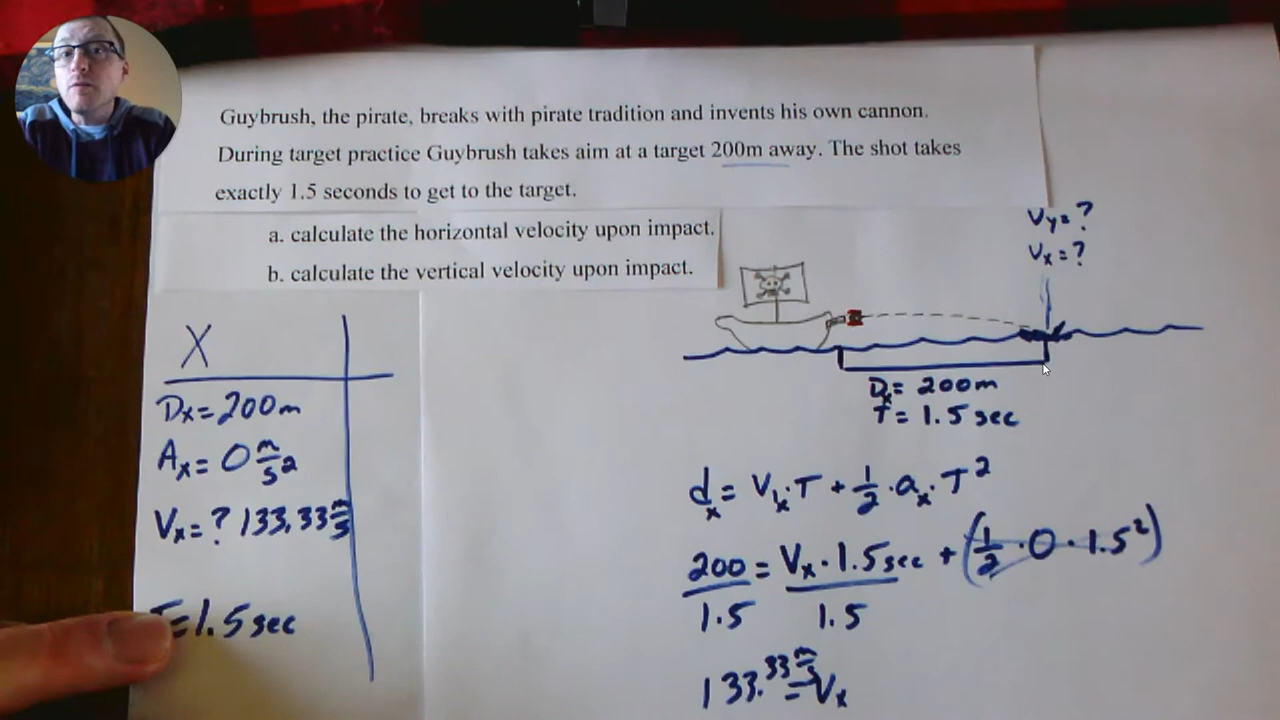 Guybrush, the pirate, breaks with pirate tradition and invents his own cannon.
During target practice Guybrush takes aim at a target 200m away. The shot takes
exactly 1.5 seconds to get to the target.
a. calculate the horizontal velocity upon impact.
b. calculate the vertical velocity upon impact.
Vy=?
Vx=?
X
Dx=200m
Ax=0 m/s2
Vx=? 133.33 m/s
T=1.5 sec
Dx= 200m
T= 1.5 sec
dx= V1x·T + 1/2·ax·T²
200 = Vx·1.5sec + (1/2·0·1.5²)
1.5 1.5
133.33 m/s = Vx